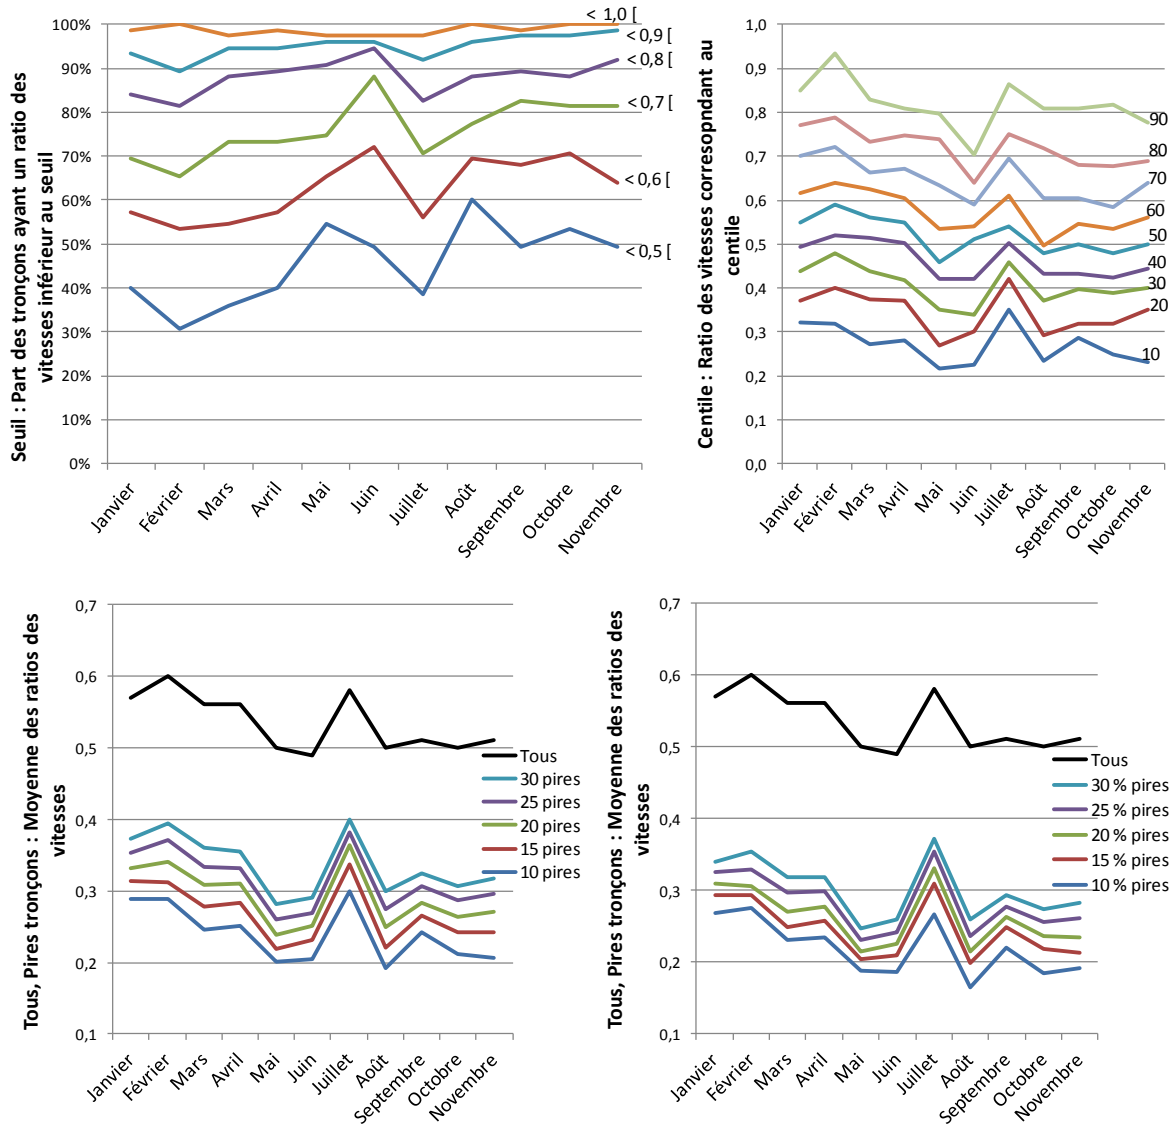 Seuil : Part des tronçons ayant un ratio des
vitesses inférieur au seuil
100%
90%
80%
70%
60%
50%
40%
30%
20%
10%
0%
< 1,0 [
< 0,9 [
< 0,8 [
< 0,7 [
< 0,6 [
< 0,5 [
Janvier
Février
Mars
Avril
Mai
Juin
Juillet
Août
Septembre
Octobre
Novembre
Centile : Ratio des vitesses corresopndant au
centile
1,0
0,9
0,8
0,7
0,6
0,5
0,4
0,3
0,2
0,1
0,0
90
80
70
60
50
40
30
20
10
Janvier
Février
Mars
Avril
Mai
Juin
Juillet
Août
Septembre
Octobre
Novembre
Tous, Pires tronçons : Moyenne des ratios des
vitesses
0,7
0,6
0,5
0,4
0,3
0,2
0,1
Tous
30 pires
25 pires
20 pires
15 pires
10 pires
Janvier
Février
Mars
Avril
Mai
Juin
Juillet
Août
Septembre
Octobre
Novembre
Tous, Pires tronçons : Moyenne des ratios des
vitesses
0,7
0,6
0,5
0,4
0,3
0,2
0,1
Tous
30 % pires
25 % pires
20 % pires
15 % pires
10 % pires
Janvier
Février
Mars
Avril
Mai
Juin
Juillet
Août
Septembre
Octobre
Novembre